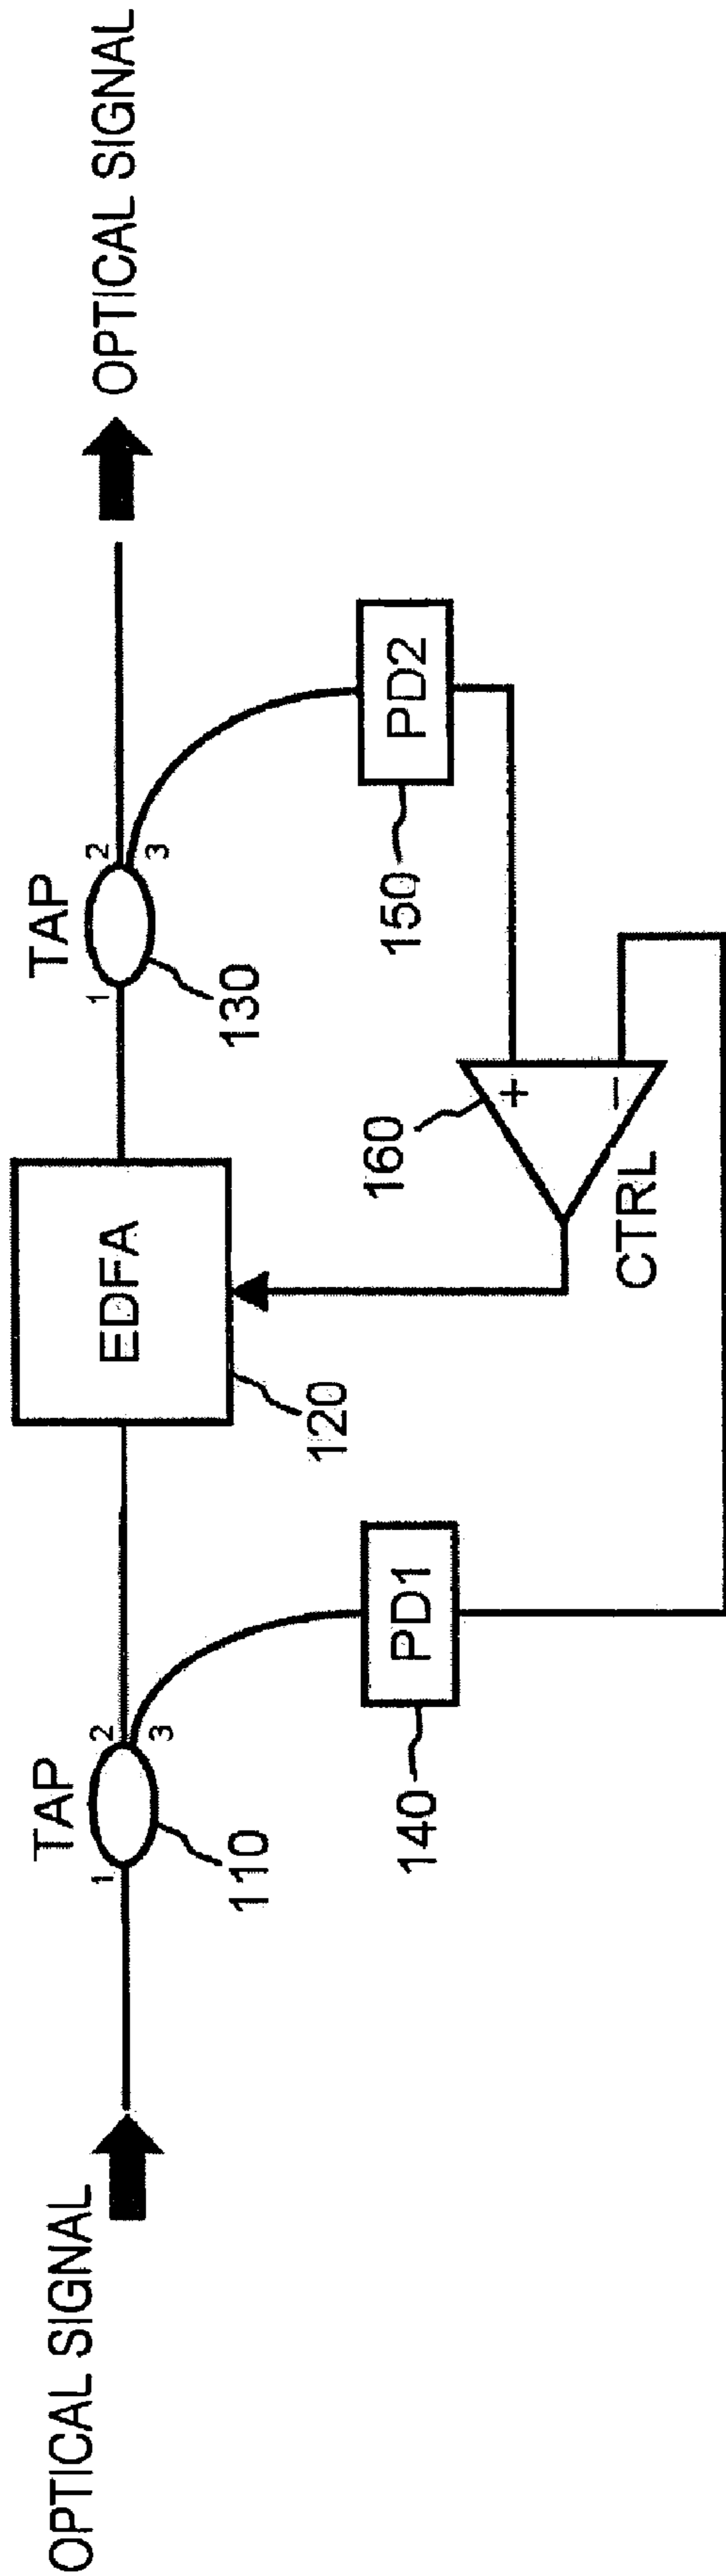 OPTICAL SIGNAL
TAP
1
2
3
110
EDFA
120
TAP
1
2
3
130
OPTICAL SIGNAL
PD1
140
PD2
150
160
+
−
CTRL